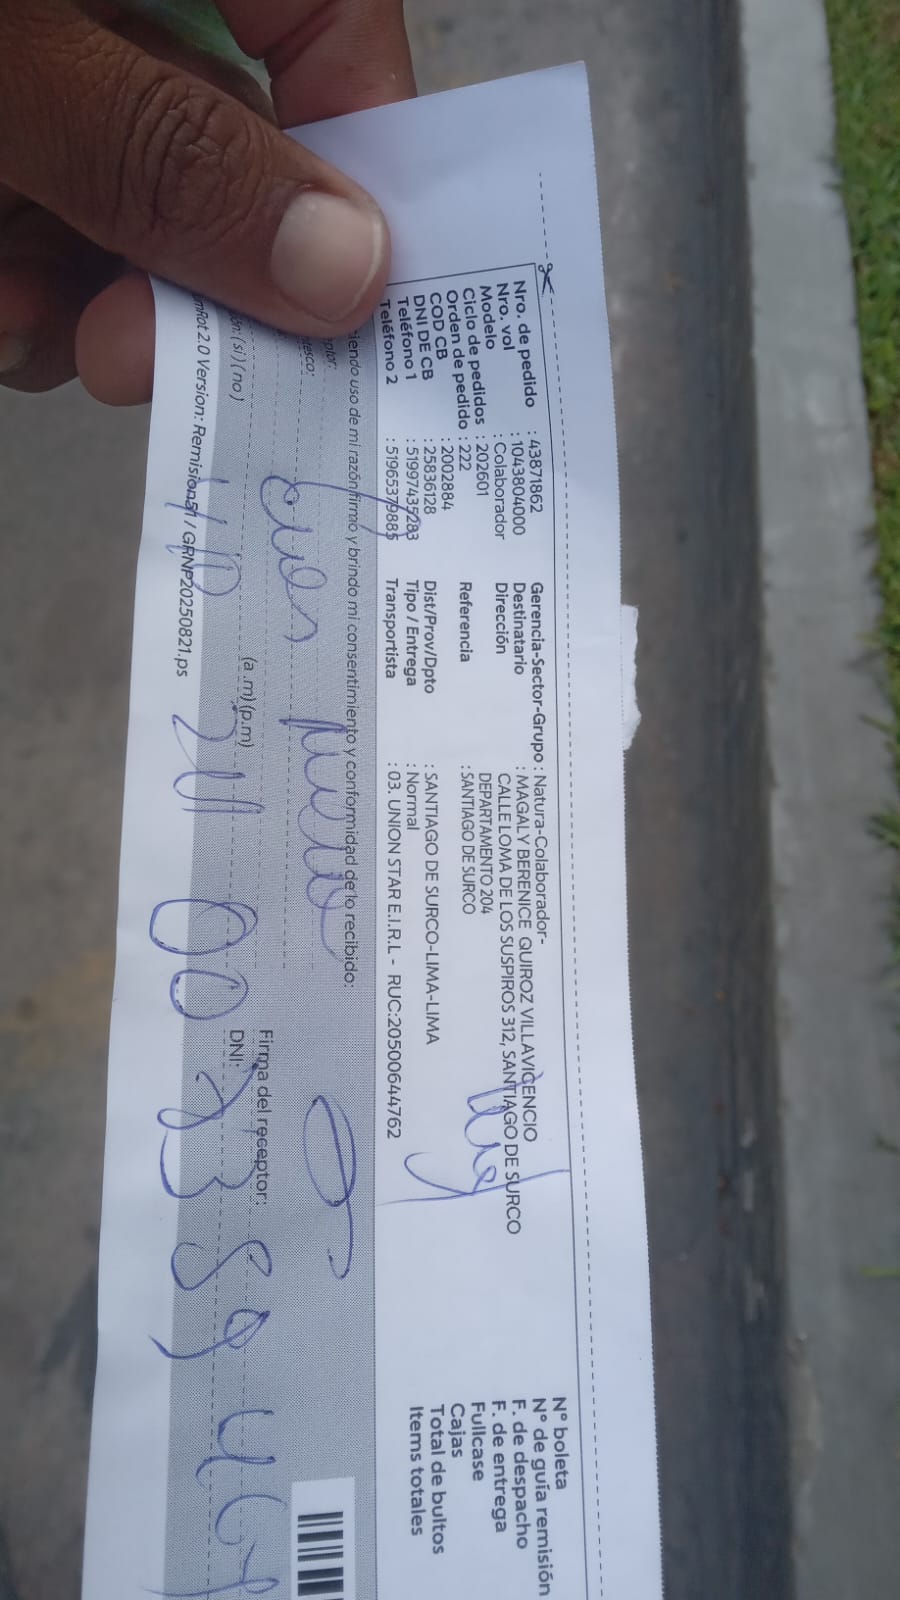 Nro. de pedido : 43871862
Nro. vol : 1043804000
Modelo : Colaborador
Ciclo de pedidos : 202601
Orden de pedido : 222
COD CB : 2002884
DNI DE CB : 25836128
Teléfono 1 : 51997435283
Teléfono 2 : 51965379885
Gerencia-Sector-Grupo : Natura-Colaborador-
Destinatario : MAGALY BERENICE QUIROZ VILLAVICENCIO
Dirección CALLE LOMA DE LOS SUSPIROS 312, SANTIAGO DE SURCO
DEPARTAMENTO 204
Referencia : SANTIAGO DE SURCO
Dist/Prov/Dpto : SANTIAGO DE SURCO-LIMA-LIMA
Tipo / Entrega : Normal
Transportista : 03. UNION STAR E.I.R.L - RUC:20500644762
N° boleta
N° de guía remisión
F. de despacho
F. de entrega
Fullcase
Cajas
Total de bultos
Items totales
uso de mi razón firmo y brindo mi consentimiento y conformidad de lo recibido:
Firma del receptor:
(si) (no) (a.m) (p.m) DNI:
2.0 Version: Remision51 / GRNP20250821.ps